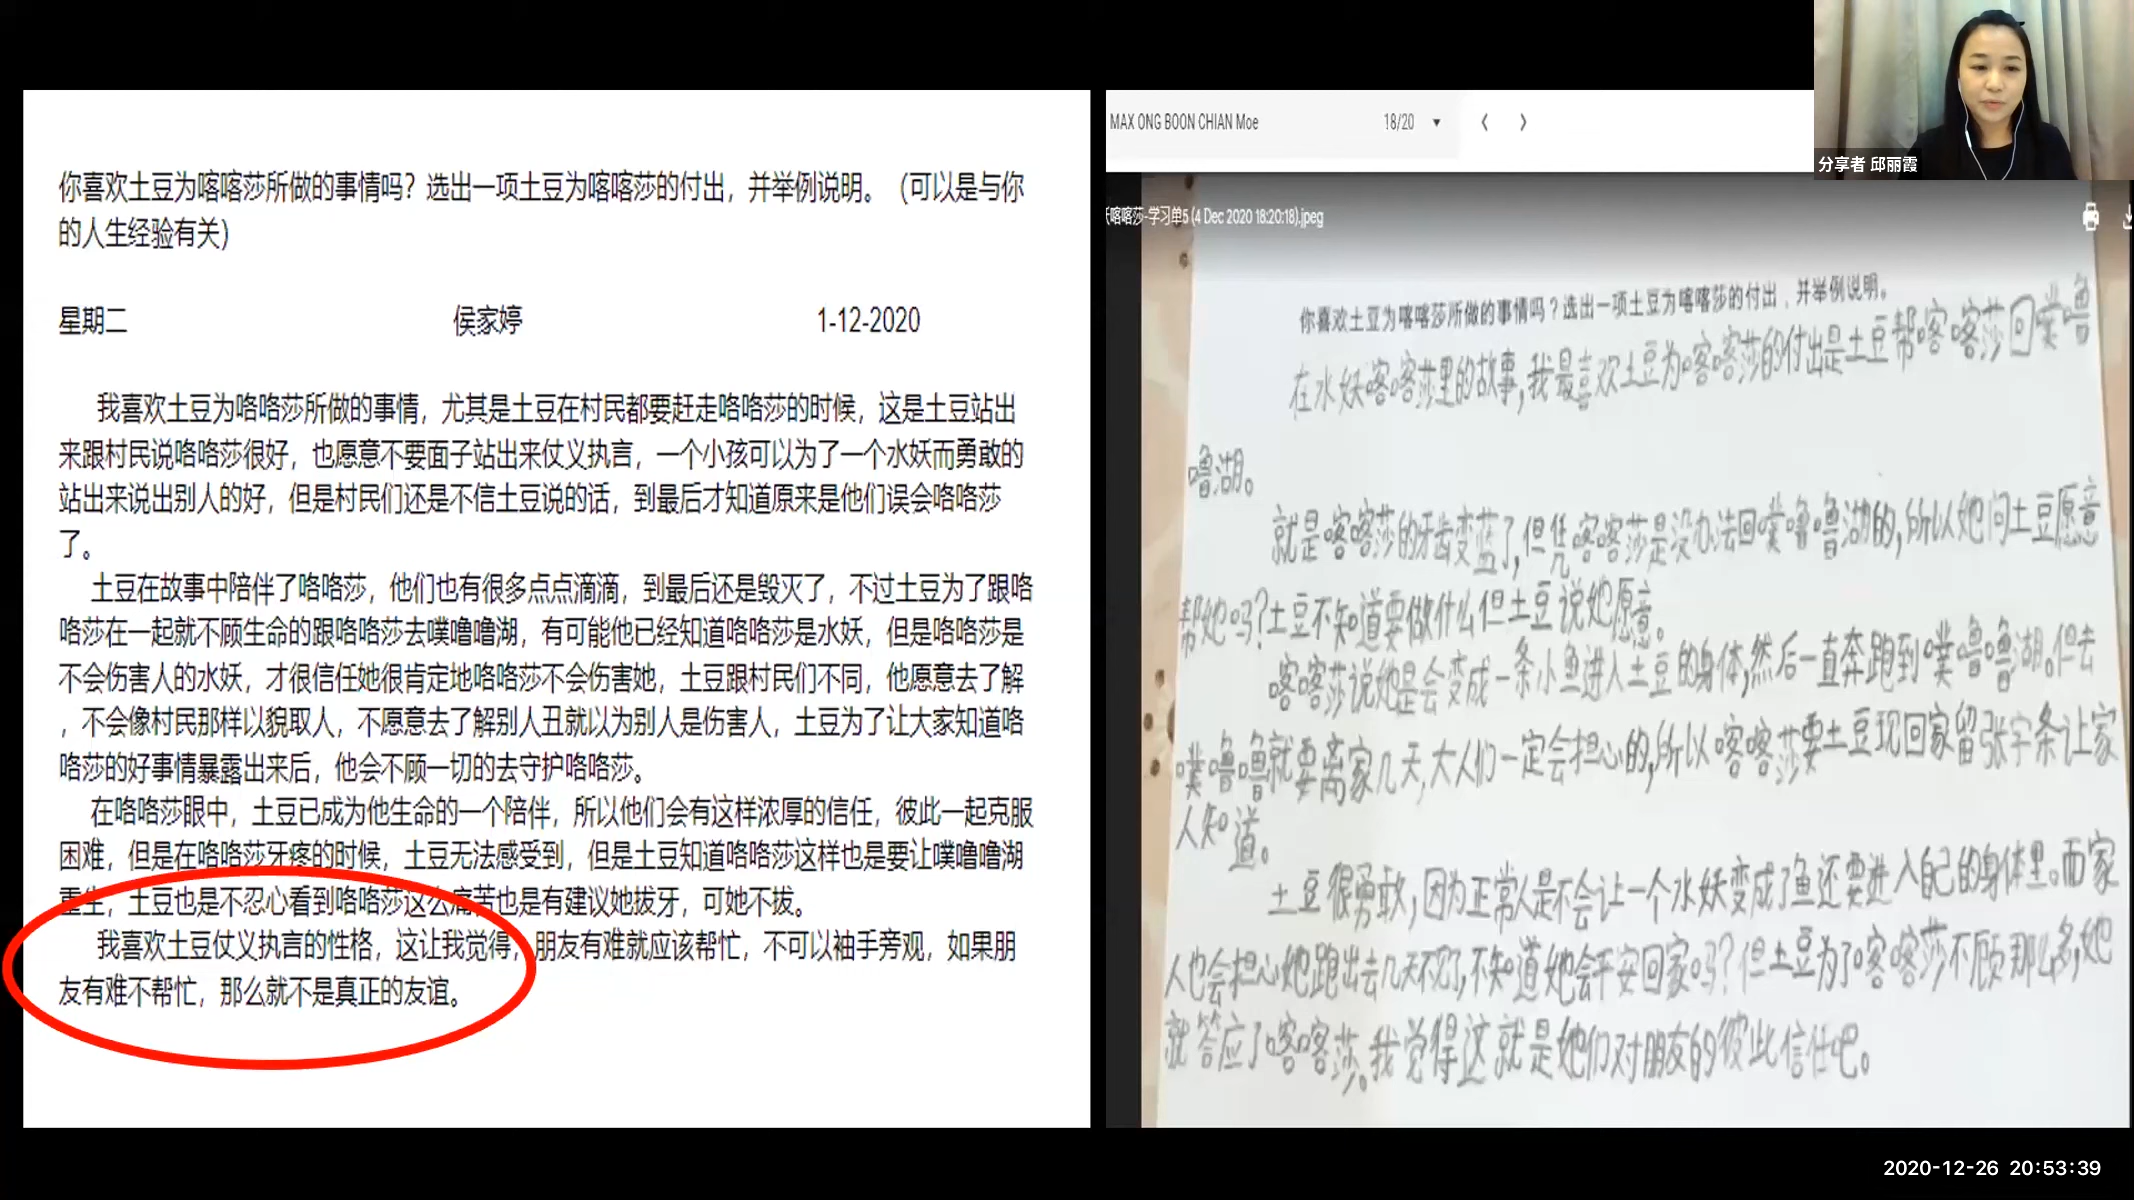 你喜欢土豆为喀喀莎所做的事情吗？选出一项土豆为喀喀莎的付出，并举例说明。（可以是与你
的人生经验有关）
星期二 侯家婷 1-12-2020
我喜欢土豆为咯咯莎所做的事情，尤其是土豆在村民都要赶走咯咯莎的时候，这是土豆站出
来跟村民说咯咯莎很好，也愿意不要面子站出来仗义执言，一个小孩可以为了一个水妖而勇敢的
站出来说出别人的好，但是村民们还是不信土豆说的话，到最后才知道原来是他们误会咯咯莎
了。
土豆在故事中陪伴了咯咯莎，他们也有很多点点滴滴，到最后还是毁灭了，不过土豆为了跟咯
咯莎在一起就不顾生命的跟咯咯莎去噗噜噜湖，有可能他已经知道咯咯莎是水妖，但是咯咯莎是
不会伤害人的水妖，才很信任她很肯定地咯咯莎不会伤害她，土豆跟村民们不同，他愿意去了解
，不会像村民那样以貌取人，不愿意去了解别人丑就以为别人是伤害人，土豆为了让大家知道咯
咯莎的好事情暴露出来后，他会不顾一切的去守护咯咯莎。
在咯咯莎眼中，土豆已成为他生命的一个陪伴，所以他们会有这样浓厚的信任，彼此一起克服
困难，但是在咯咯莎牙疼的时候，土豆无法感受到，但是土豆知道咯咯莎这样也是要让噗噜噜湖
重生，土豆也是不忍心看到咯咯莎这么痛苦也是有建议她拔牙，可她不拔。
我喜欢土豆仗义执言的性格，这让我觉得，朋友有难就应该帮忙，不可以袖手旁观，如果朋
友有难不帮忙，那么就不是真正的友谊。
MAX ONG BOON CHIAN Moe 18/20
喀喀莎-学习单5 (4 Dec 2020 18:20:18).jpeg
你喜欢土豆为喀喀莎所做的事情吗？选出一项土豆为喀喀莎的付出，并举例说明。
在水妖喀喀莎里的故事，我最喜欢土豆为喀喀莎的付出是土豆帮喀喀莎回噗噜
噜湖。
就是喀喀莎的牙齿变蓝了，但凭喀喀莎是没办法回噗噜噜湖的，所以她问土豆愿意
帮她吗？土豆不知道要做什么但土豆说她愿意。
喀喀莎说她是会变成一条小鱼进入土豆的身体，然后一直奔跑到噗噜噜湖。但去
噗噜噜就要离家几天，大人们一定会担心的，所以喀喀莎要土豆现回家留张字条让家
人知道。
土豆很勇敢，因为正常人是不会让一个水妖变成了鱼还要进入自己的身体里。而家
人也会担心她跑出去几天不见了，不知道她会平安回家吗？但土豆为了喀喀莎不顾那么多，她
就答应了喀喀莎。我觉得这就是她们对朋友的彼此信任吧。
分享者 邱丽霞
2020-12-26 20:53:39